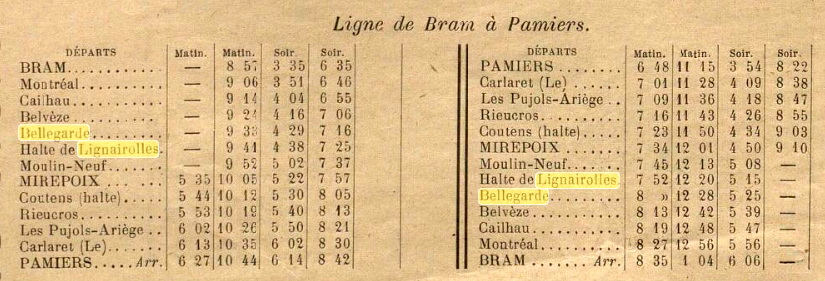 Ligne de Bram à Pamiers.
DÉPARTS Matin. Matin. Soir. Soir.
BRAM........... — 8 57 3 35 6 35
Montréal.......... — 9 06 3 51 6 46
Cailhau........... — 9 14 4 04 6 55
Belvèze.......... — 9 24 4 16 7 06
Bellegarde......... — 9 33 4 29 7 16
Halte de Lignairolles. — 9 41 4 38 7 25
Moulin-Neuf....... — 9 52 5 02 7 37
MIREPOIX ... ... 5 35 10 05 5 22 7 57
Coutens (halte)..... 5 44 10 12 5 30 8 05
Rieucros.......... 5 53 10 19 5 40 8 13
Les Pujols-Ariège .. 6 02 10 26 5 50 8 21
Carlaret (Le)...... 6 13 10 35 6 02 8 30
PAMIERS..... Arr. 6 27 10 44 6 14 8 42
DÉPARTS Matin. Matin. Soir. Soir.
PAMIERS......... 6 48 11 15 3 54 8 22
Carlaret (Le)....... 7 01 11 28 4 09 8 38
Les Pujols-Ariège .. 7 09 11 36 4 18 8 47
Rieucros.......... 7 16 11 43 4 26 8 55
Coutens (halte)..... 7 23 11 50 4 34 9 03
MIREPOIX ....... 7 34 12 01 4 50 9 10
Moulin-Neuf....... 7 45 12 13 5 08 —
Halte de Lignairolles. 7 52 12 20 5 15 —
Bellegarde......... 8 » 12 28 5 25 —
Belvèze.......... 8 13 12 42 5 39 —
Cailhau........... 8 19 12 48 5 47 —
Montréal.......... 8 27 12 56 5 56 —
BRAM........ Arr. 8 35 1 04 6 06 —